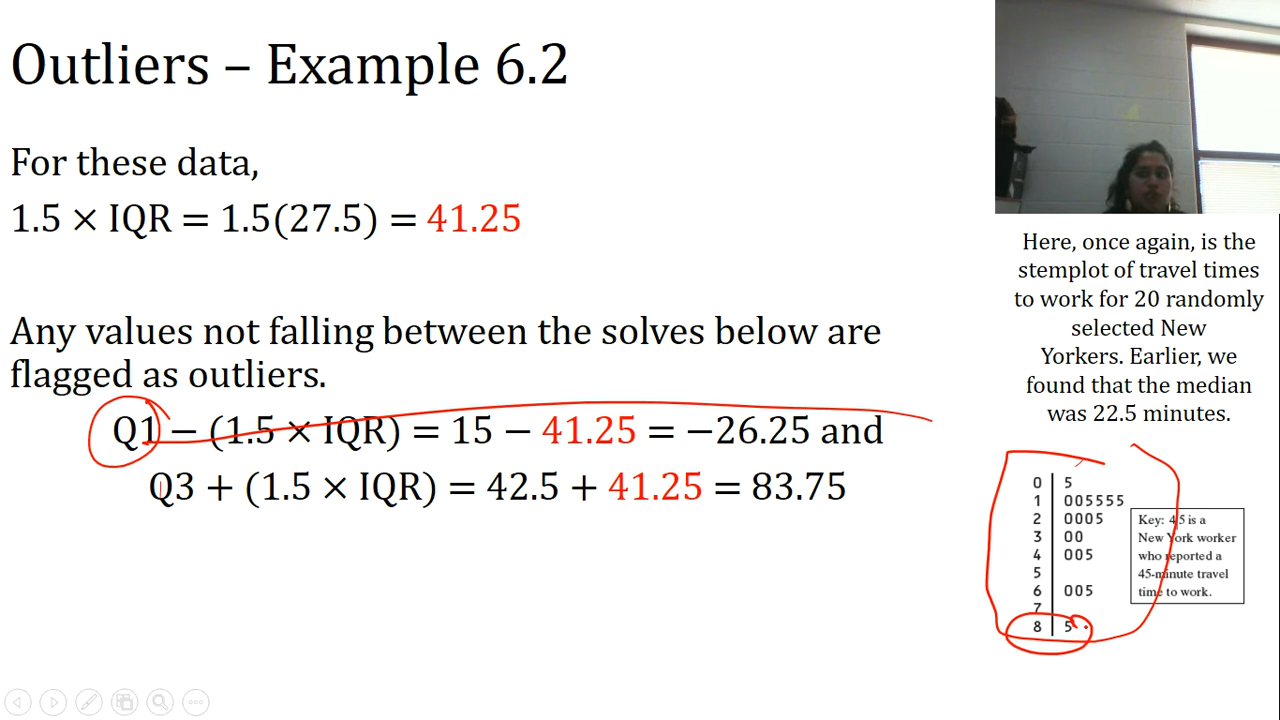 Outliers – Example 6.2
For these data,
1.5 × IQR = 1.5(27.5) = 41.25
Any values not falling between the solves below are
flagged as outliers.
Q1 − (1.5 × IQR) = 15 − 41.25 = −26.25 and
Q3 + (1.5 × IQR) = 42.5 + 41.25 = 83.75
Here, once again, is the
stemplot of travel times
to work for 20 randomly
selected New
Yorkers. Earlier, we
found that the median
was 22.5 minutes.
0 | 5
1 | 005555
2 | 0005
3 | 00
4 | 005
5 |
6 | 005
7 |
8 | 5
Key: 4|5 is a
New York worker
who reported a
45-minute travel
time to work.